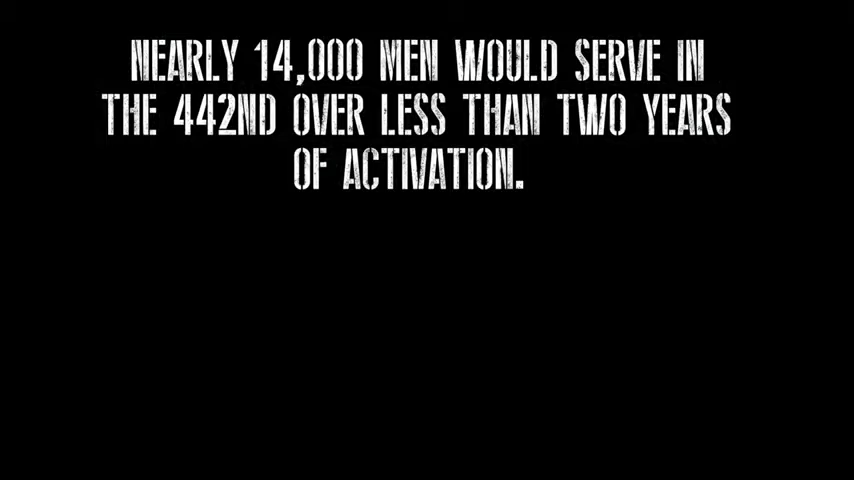 NEARLY 14,000 MEN WOULD SERVE IN
THE 442ND OVER LESS THAN TWO YEARS
OF ACTIVATION.